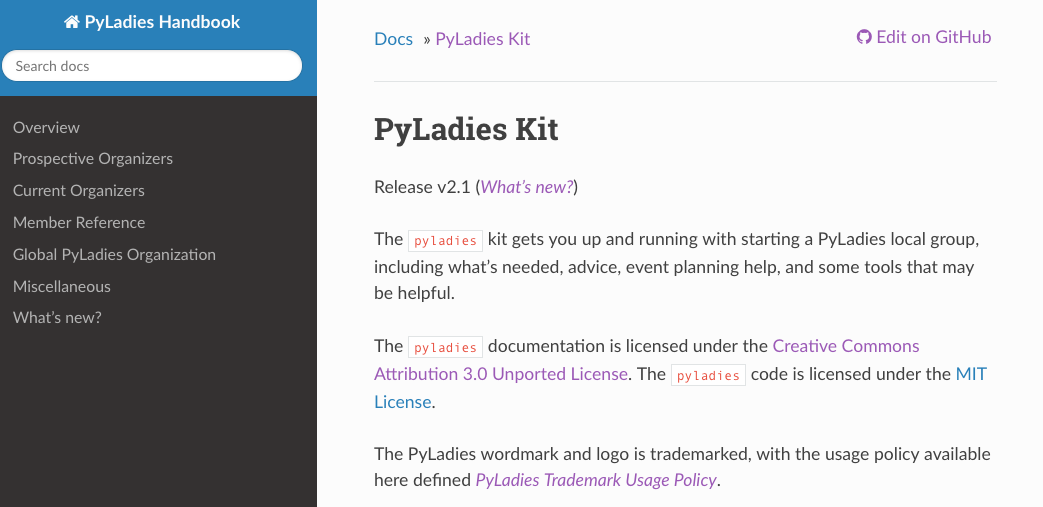 PyLadies Handbook
Search docs
Overview
Prospective Organizers
Current Organizers
Member Reference
Global PyLadies Organization
Miscellaneous
What's new?
Docs » PyLadies Kit
Edit on GitHub
PyLadies Kit
Release v2.1 (What's new?)
The pyladies kit gets you up and running with starting a PyLadies local group,
including what's needed, advice, event planning help, and some tools that may
be helpful.
The pyladies documentation is licensed under the Creative Commons
Attribution 3.0 Unported License. The pyladies code is licensed under the MIT
License.
The PyLadies wordmark and logo is trademarked, with the usage policy available
here defined PyLadies Trademark Usage Policy.